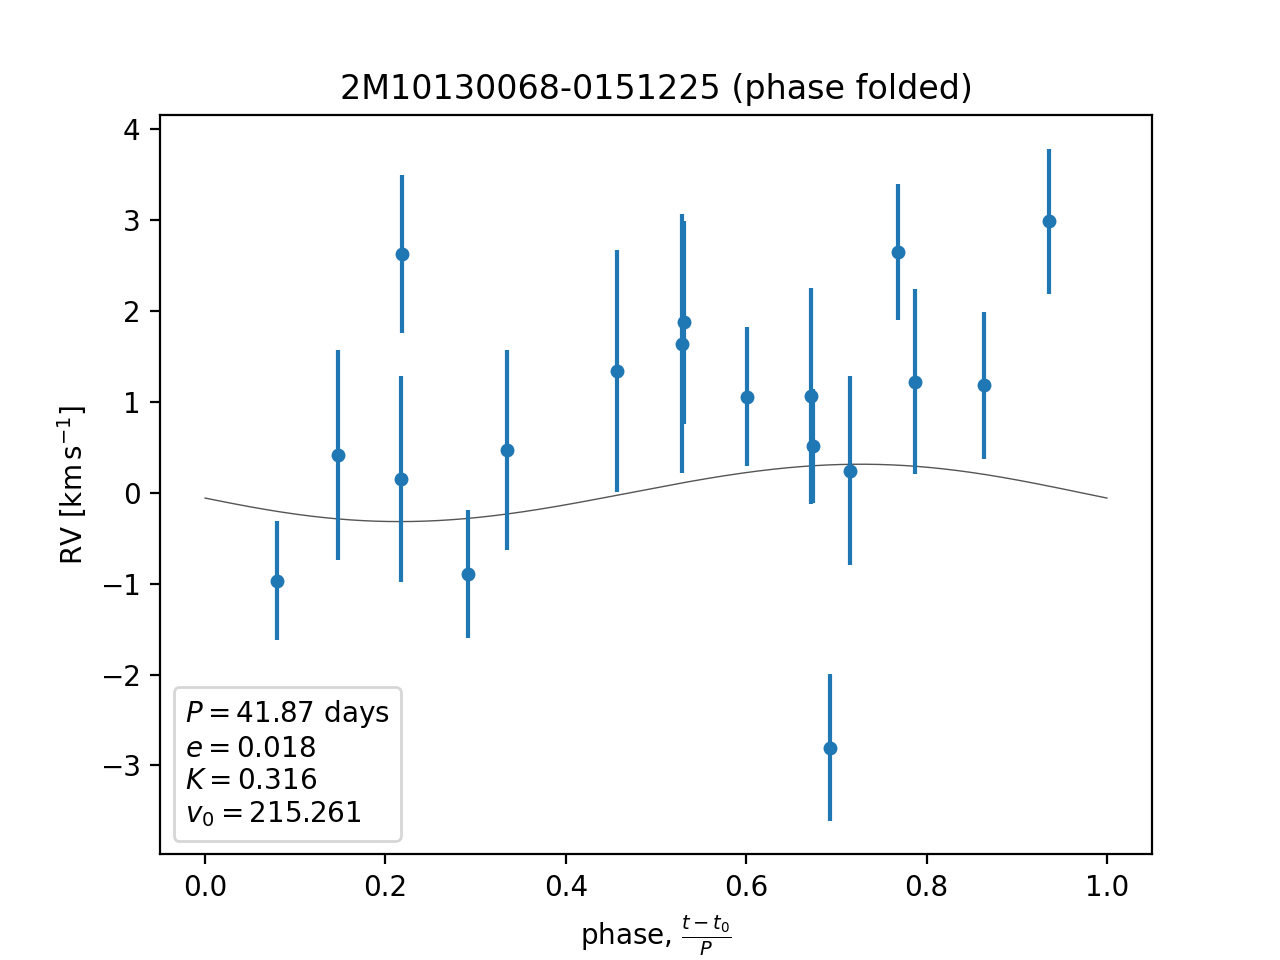 2M10130068-0151225 (phase folded)
4
3
2
1
0
−1
−2
−3
RV [km s⁻¹]
P = 41.87 days
e = 0.018
K = 0.316
v₀ = 215.261
0.0 0.2 0.4 0.6 0.8 1.0
phase, (t − t₀)/P